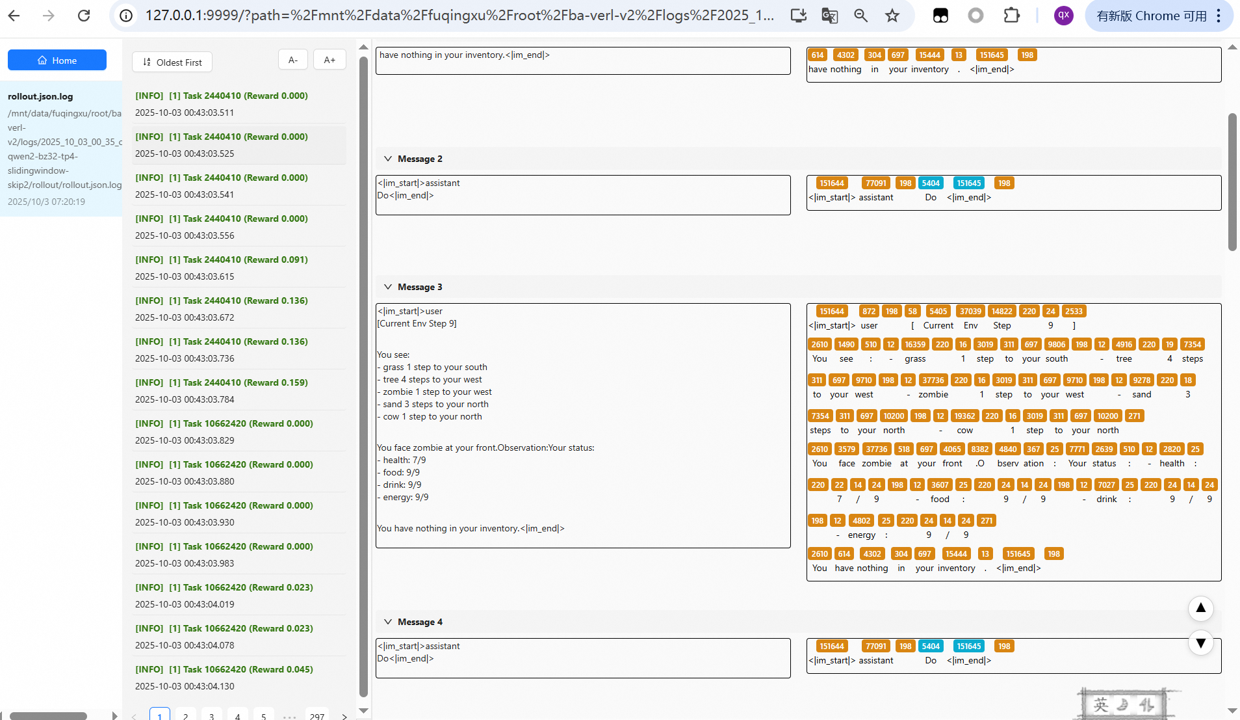 127.0.0.1:9999/?path=%2Fmnt%2Fdata%2Ffuqingxu%2Froot%2Fba-verl-v2%2Flogs%2F2025_1...
qx
有新版 Chrome 可用
Home
rollout.json.log
/mnt/data/fuqingxu/root/ba
verl-
v2/logs/2025_10_03_00_35_
qwen2-bz32-tp4-
slidingwindow-
skip2/rollout/rollout.json.log
2025/10/3 07:20:19
Oldest First
A-
A+
[INFO] [1] Task 2440410 (Reward 0.000)
2025-10-03 00:43:03.511
[INFO] [1] Task 2440410 (Reward 0.000)
2025-10-03 00:43:03.525
[INFO] [1] Task 2440410 (Reward 0.000)
2025-10-03 00:43:03.541
[INFO] [1] Task 2440410 (Reward 0.000)
2025-10-03 00:43:03.556
[INFO] [1] Task 2440410 (Reward 0.091)
2025-10-03 00:43:03.615
[INFO] [1] Task 2440410 (Reward 0.136)
2025-10-03 00:43:03.672
[INFO] [1] Task 2440410 (Reward 0.136)
2025-10-03 00:43:03.736
[INFO] [1] Task 2440410 (Reward 0.159)
2025-10-03 00:43:03.784
[INFO] [1] Task 10662420 (Reward 0.000)
2025-10-03 00:43:03.829
[INFO] [1] Task 10662420 (Reward 0.000)
2025-10-03 00:43:03.880
[INFO] [1] Task 10662420 (Reward 0.000)
2025-10-03 00:43:03.930
[INFO] [1] Task 10662420 (Reward 0.000)
2025-10-03 00:43:03.983
[INFO] [1] Task 10662420 (Reward 0.023)
2025-10-03 00:43:04.019
[INFO] [1] Task 10662420 (Reward 0.023)
2025-10-03 00:43:04.078
[INFO] [1] Task 10662420 (Reward 0.045)
2025-10-03 00:43:04.130
1 2 3 4 5 ••• 297
have nothing in your inventory.<|im_end|>
614 4302 304 697 15444 13 151645 198
have nothing in your inventory . <|im_end|>
Message 2
<|im_start|>assistant
Do<|im_end|>
151644 77091 198 5404 151645 198
<|im_start|> assistant Do <|im_end|>
Message 3
<|im_start|>user
[Current Env Step 9]
You see:
- grass 1 step to your south
- tree 4 steps to your west
- zombie 1 step to your west
- sand 3 steps to your north
- cow 1 step to your north
You face zombie at your front.Observation:Your status:
- health: 7/9
- food: 9/9
- drink: 9/9
- energy: 9/9
You have nothing in your inventory.<|im_end|>
151644 872 198 58 5405 37039 14822 220 24 2533
<|im_start|> user [ Current Env Step 9 ]
2610 1490 510 12 16359 220 16 3019 311 697 9806 198 12 4916 220 19 7354
You see : - grass 1 step to your south - tree 4 steps
311 697 9710 198 12 37736 220 16 3019 311 697 9710 198 12 9278 220 18
to your west - zombie 1 step to your west - sand 3
7354 311 697 10200 198 12 19362 220 16 3019 311 697 10200 271
steps to your north - cow 1 step to your north
2610 3579 37736 518 697 4065 8382 4840 367 25 7771 2639 510 12 2820 25
You face zombie at your front .O bserv ation : Your status : - health :
220 22 14 24 198 12 3607 25 220 24 14 24 198 12 7027 25 220 24 14 24
7 / 9 - food : 9 / 9 - drink : 9 / 9
198 12 4802 25 220 24 14 24 271
- energy : 9 / 9
2610 614 4302 304 697 15444 13 151645 198
You have nothing in your inventory . <|im_end|>
Message 4
<|im_start|>assistant
Do<|im_end|>
151644 77091 198 5404 151645 198
<|im_start|> assistant Do <|im_end|>
英